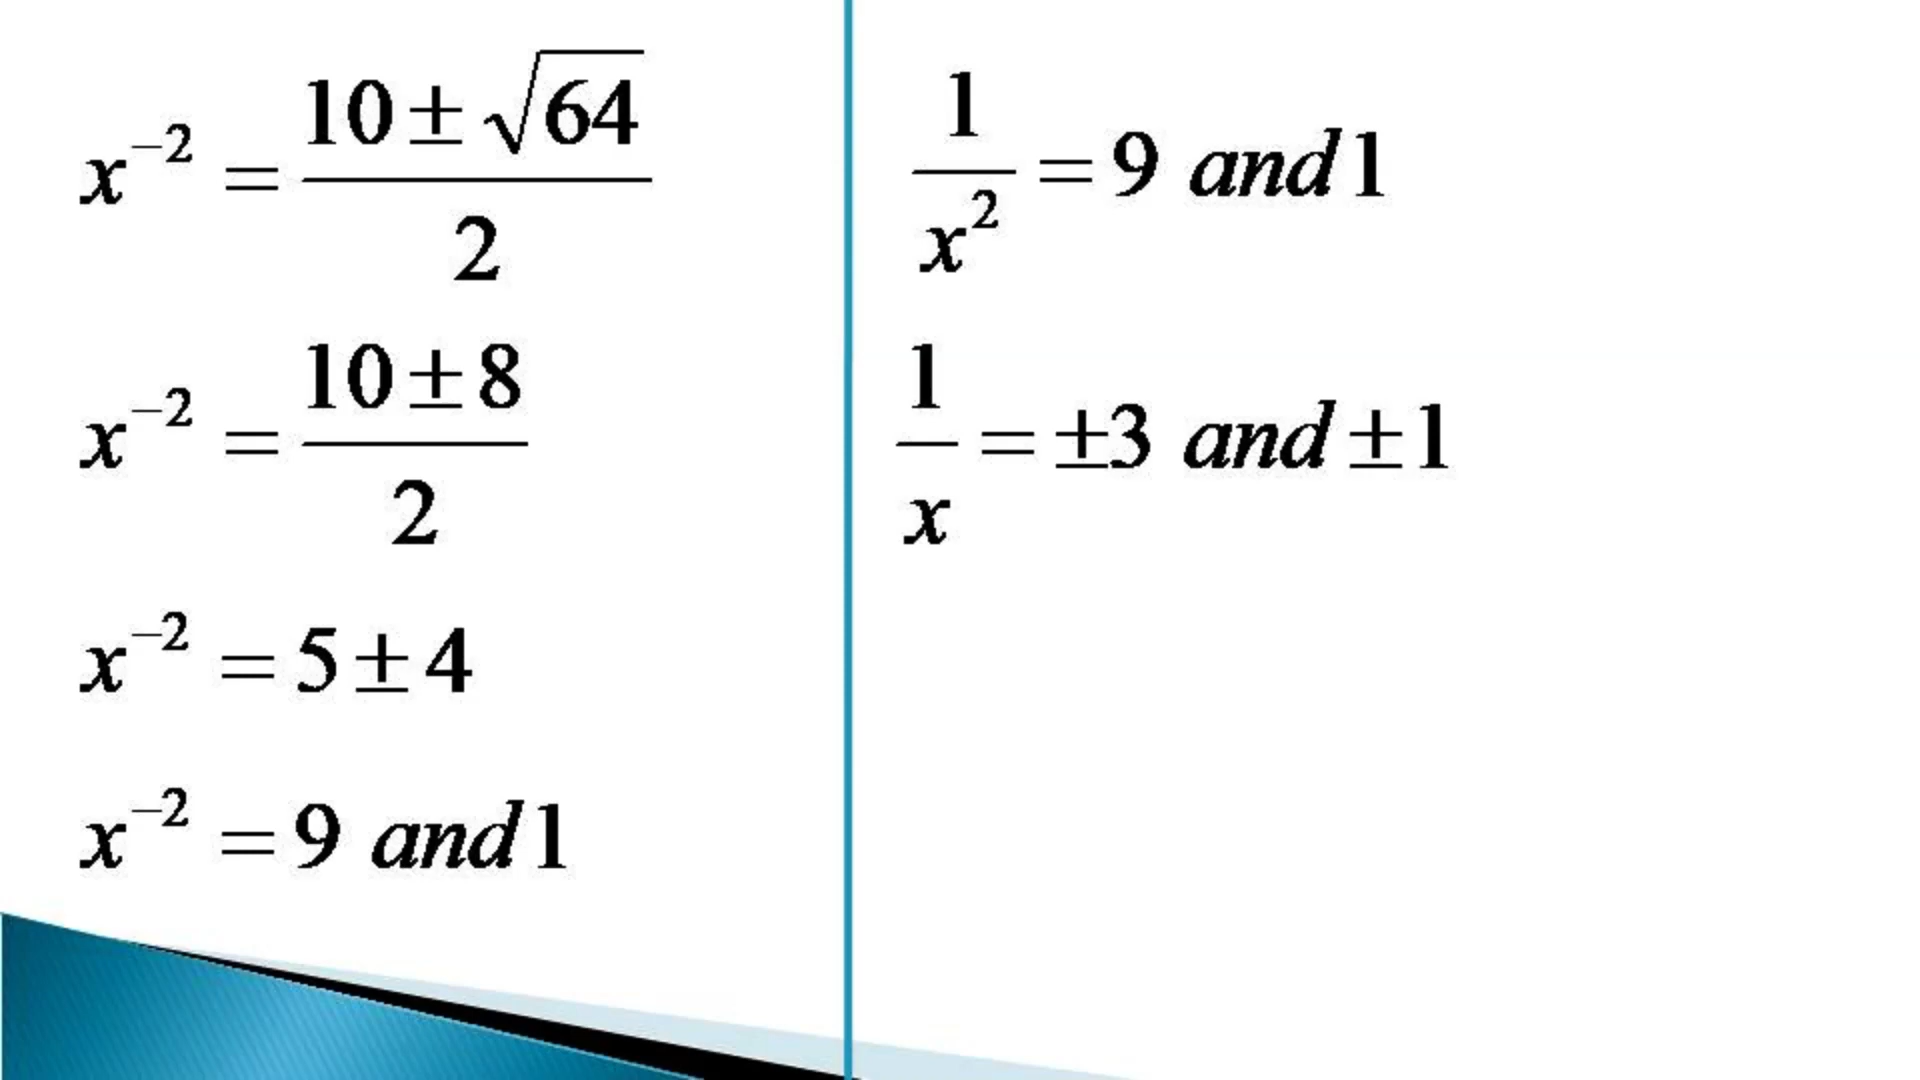 x⁻² = (10 ± √64) / 2
x⁻² = (10 ± 8) / 2
x⁻² = 5 ± 4
x⁻² = 9 and 1
1 / x² = 9 and 1
1 / x = ±3 and ±1